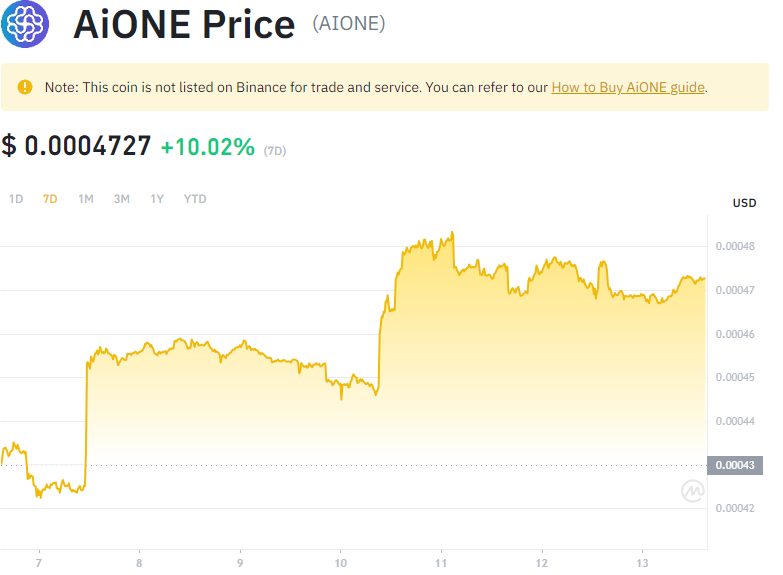 AiONE Price (AIONE)
Note: This coin is not listed on Binance for trade and service. You can refer to our How to Buy AiONE guide.
$ 0.0004727 +10.02% (7D)
1D 7D 1M 3M 1Y YTD
USD
0.00048
0.00047
0.00046
0.00045
0.00044
0.00043
0.00042
7 8 9 10 11 12 13